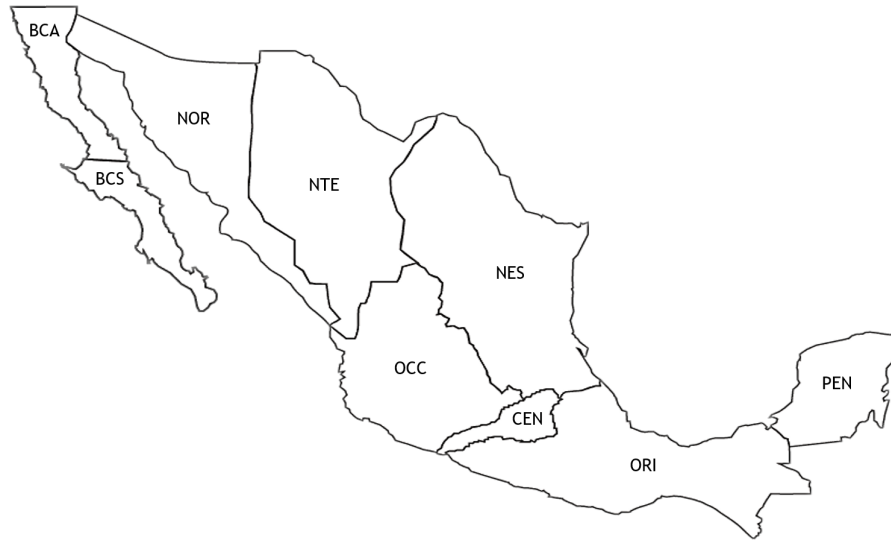 BCA
NOR
BCS
NTE
NES
OCC
PEN
CEN
ORI